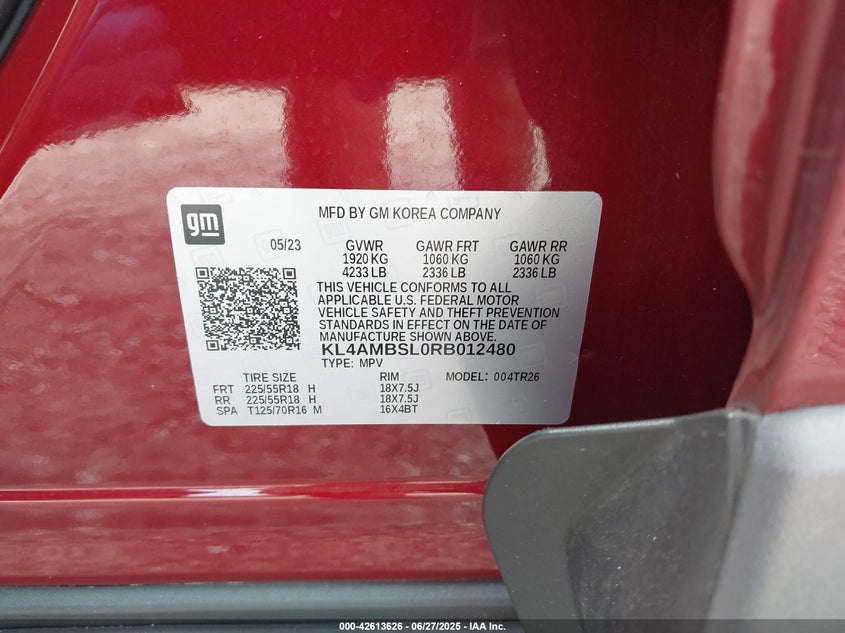 gm
MFD BY GM KOREA COMPANY
05/23 GVWR GAWR FRT GAWR RR
1920 KG 1060 KG 1060 KG
4233 LB 2336 LB 2336 LB
THIS VEHICLE CONFORMS TO ALL
APPLICABLE U.S. FEDERAL MOTOR
VEHICLE SAFETY AND THEFT PREVENTION
STANDARDS IN EFFECT ON THE DATE OF
MANUFACTURE SHOWN ABOVE.
KL4AMBSL0RB012480
TYPE: MPV
TIRE SIZE RIM MODEL: 004TR26
FRT 225/55R18 H 18X7.5J
RR 225/55R18 H 18X7.5J
SPA T125/70R16 M 16X4BT
000-42613626 - 06/27/2025 - IAA Inc.